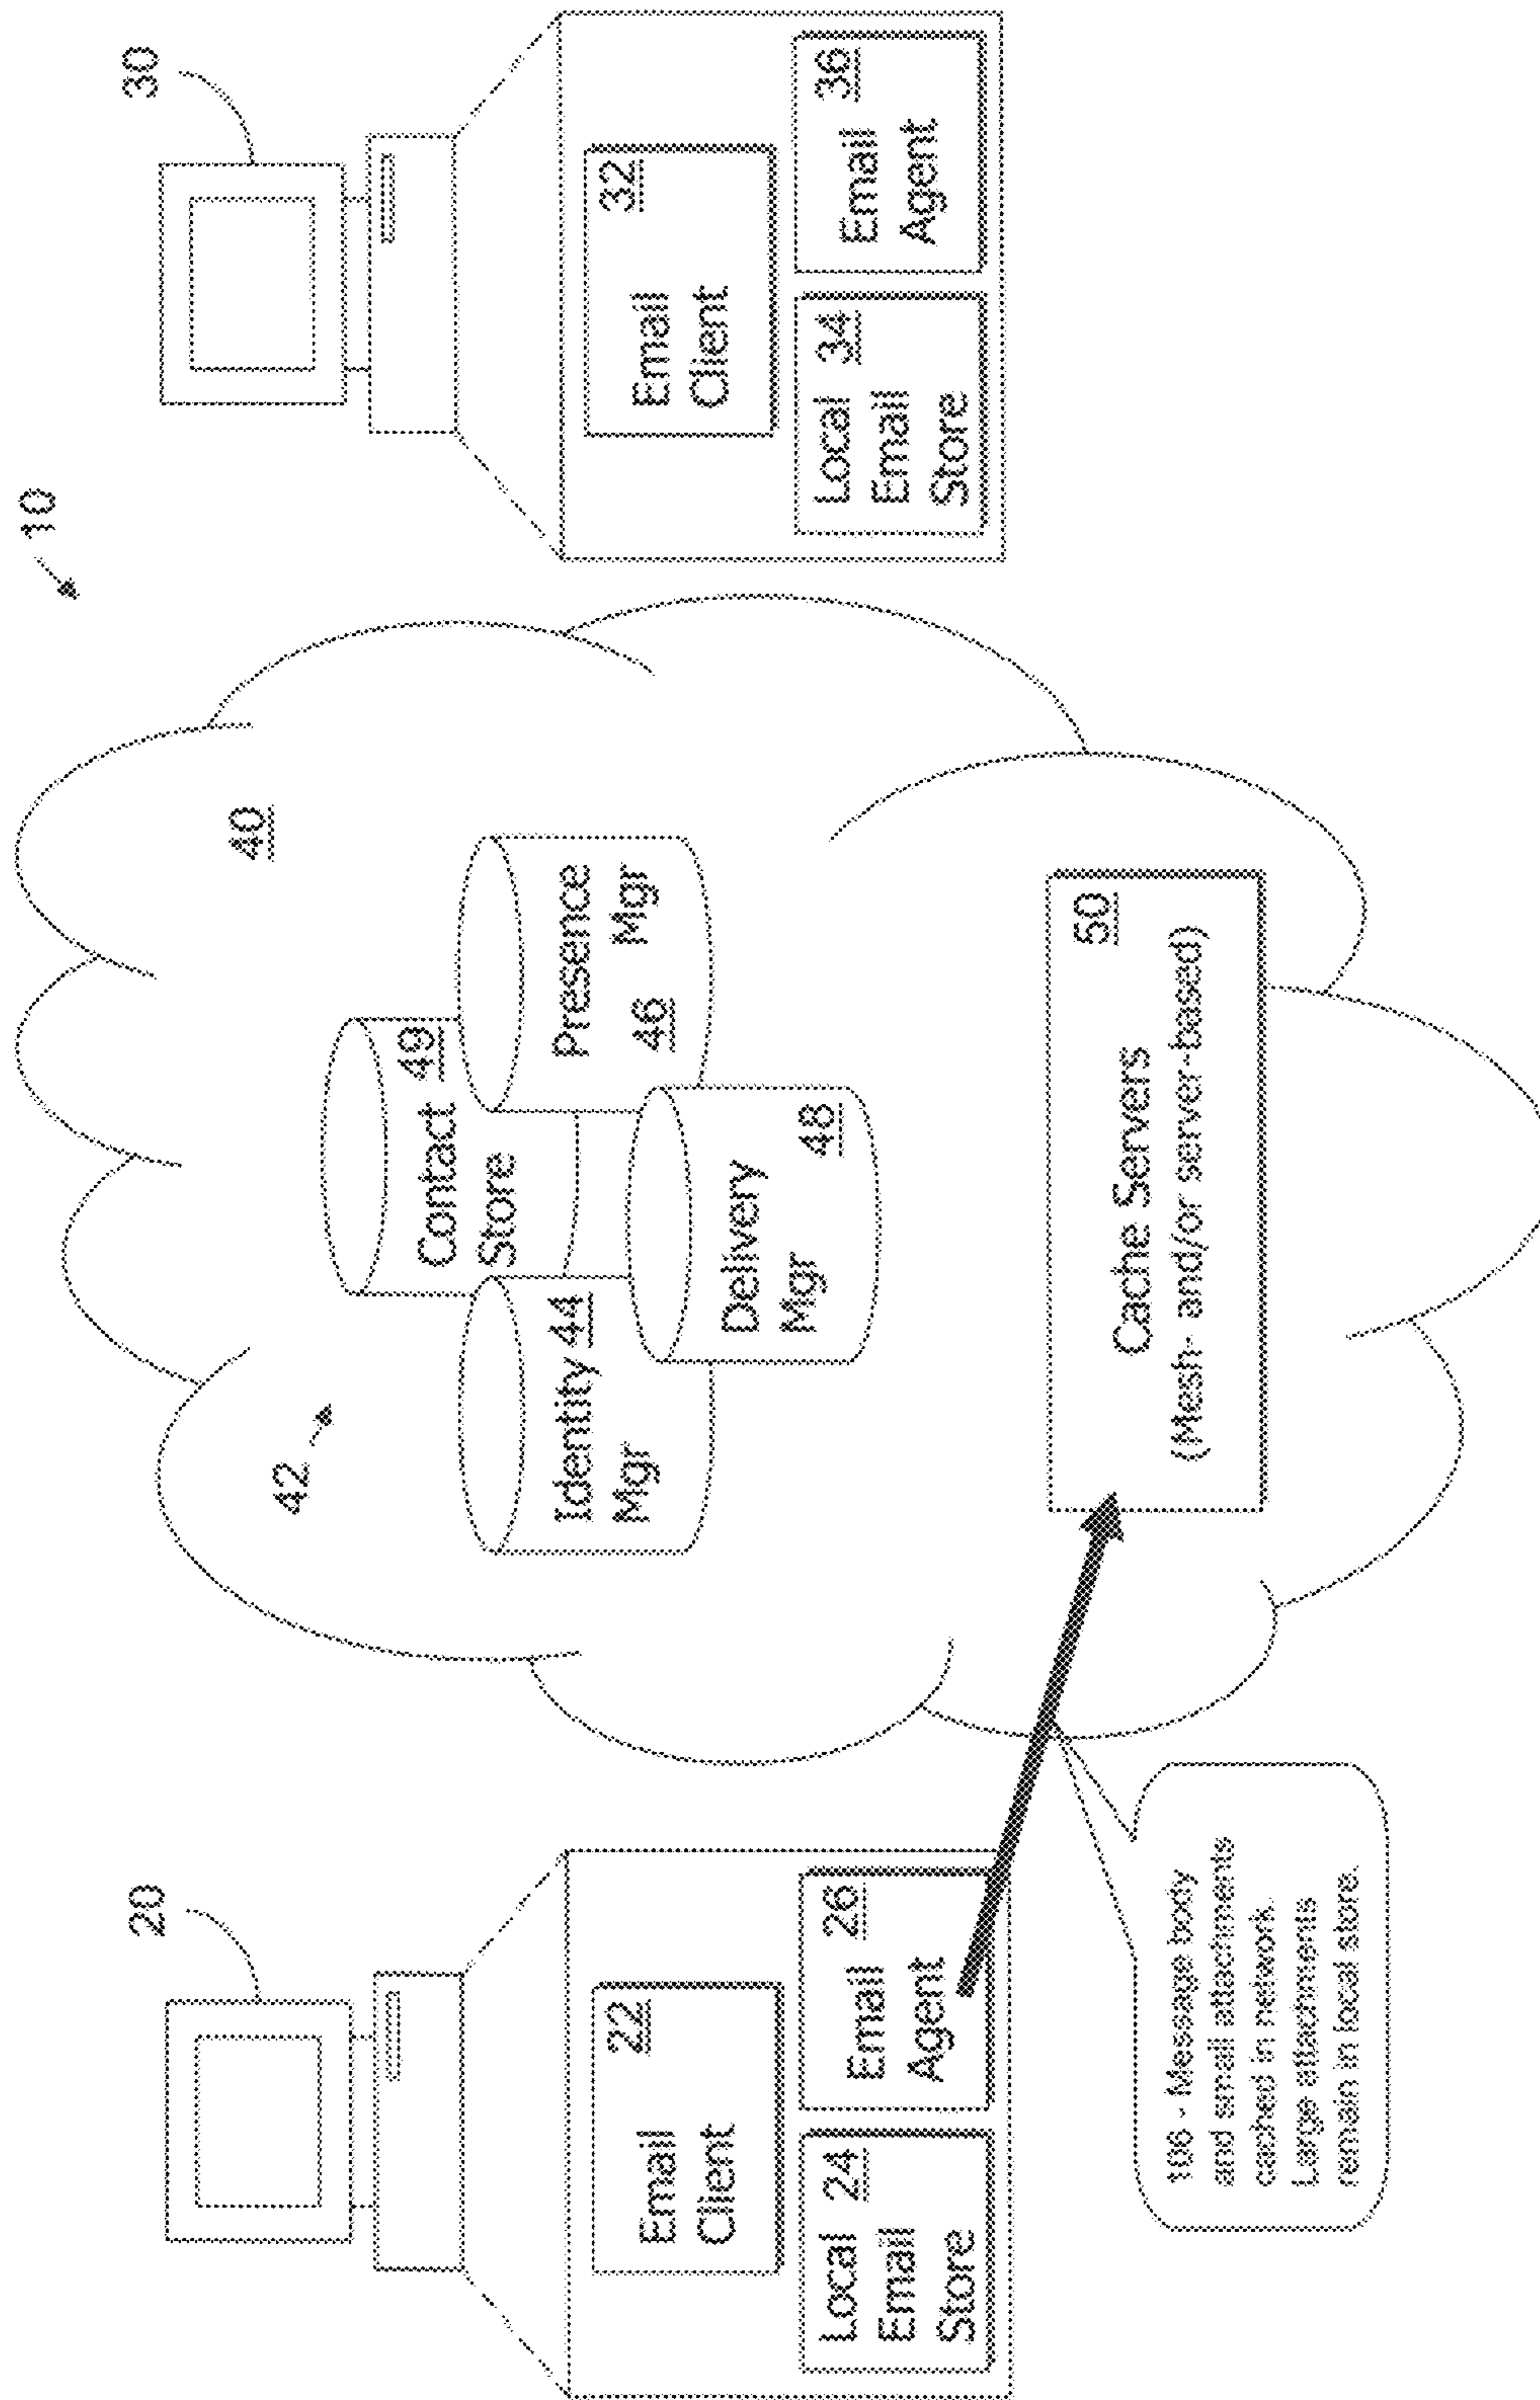 10
20
Email
Client
22
Local 24
Email
Store
26
Email
Agent
106 - Message body
and small attachments
cached in network.
Large attachments
remain in local store.
42
40
Contact 49
Store
Identity 44
Mgr
Presence
46 Mgr
Delivery
Mgr 48
50
Cache Servers
(Mesh- and/or server-based)
30
Email
Client
32
Local 34
Email
Store
36
Email
Agent